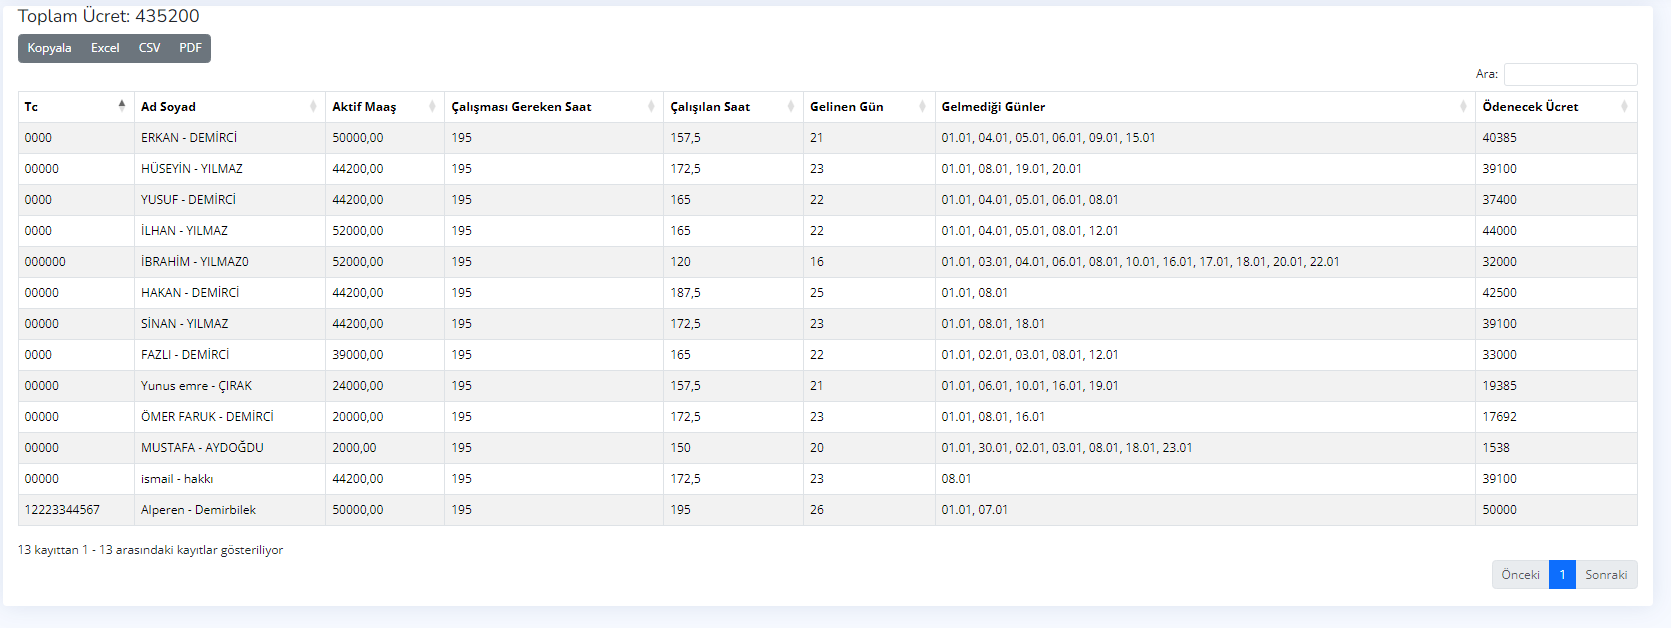 Toplam Ücret: 435200
Kopyala Excel CSV PDF
Ara:
Tc Ad Soyad Aktif Maaş Çalışması Gereken Saat Çalışılan Saat Gelinen Gün Gelmediği Günler Ödenecek Ücret
0000 ERKAN - DEMİRCİ 50000,00 195 157,5 21 01.01, 04.01, 05.01, 06.01, 09.01, 15.01 40385
00000 HÜSEYİN - YILMAZ 44200,00 195 172,5 23 01.01, 08.01, 19.01, 20.01 39100
0000 YUSUF - DEMİRCİ 44200,00 195 165 22 01.01, 04.01, 05.01, 06.01, 08.01 37400
0000 İLHAN - YILMAZ 52000,00 195 165 22 01.01, 04.01, 05.01, 08.01, 12.01 44000
000000 İBRAHİM - YILMAZ0 52000,00 195 120 16 01.01, 03.01, 04.01, 06.01, 08.01, 10.01, 16.01, 17.01, 18.01, 20.01, 22.01 32000
00000 HAKAN - DEMİRCİ 44200,00 195 187,5 25 01.01, 08.01 42500
00000 SİNAN - YILMAZ 44200,00 195 172,5 23 01.01, 08.01, 18.01 39100
0000 FAZLI - DEMİRCİ 39000,00 195 165 22 01.01, 02.01, 03.01, 08.01, 12.01 33000
00000 Yunus emre - ÇIRAK 24000,00 195 157,5 21 01.01, 06.01, 10.01, 16.01, 19.01 19385
00000 ÖMER FARUK - DEMİRCİ 20000,00 195 172,5 23 01.01, 08.01, 16.01 17692
00000 MUSTAFA - AYDOĞDU 2000,00 195 150 20 01.01, 30.01, 02.01, 03.01, 08.01, 18.01, 23.01 1538
00000 ismail - hakkı 44200,00 195 172,5 23 08.01 39100
12223344567 Alperen - Demirbilek 50000,00 195 195 26 01.01, 07.01 50000
13 kayıttan 1 - 13 arasındaki kayıtlar gösteriliyor
Önceki 1 Sonraki